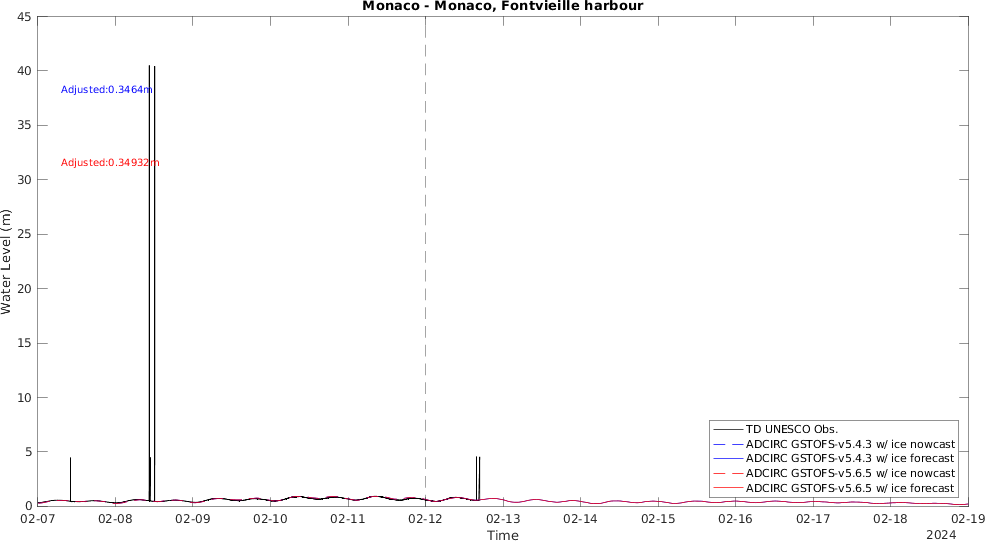 Monaco - Monaco, Fontvieille harbour
45
40
35
30
25
20
15
10
5
0
Water Level (m)
Adjusted:0.3464m
Adjusted:0.34932m
TD UNESCO Obs.
ADCIRC GSTOFS-v5.4.3 w/ ice nowcast
ADCIRC GSTOFS-v5.4.3 w/ ice forecast
ADCIRC GSTOFS-v5.6.5 w/ ice nowcast
ADCIRC GSTOFS-v5.6.5 w/ ice forecast
02-07 02-08 02-09 02-10 02-11 02-12 02-13 02-14 02-15 02-16 02-17 02-18 02-19
Time
2024